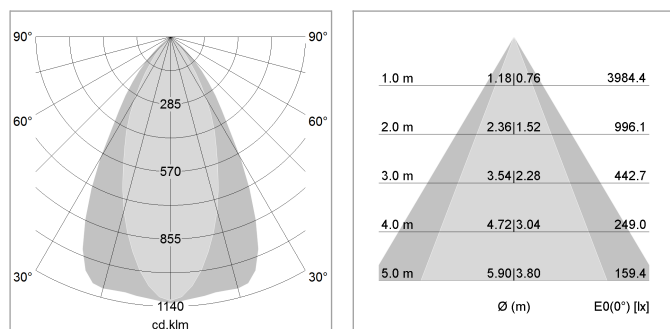 90° 90°
285
60° 60°
570
855
30° 30°
1140
cd.klm
1.0 m 1.18|0.76 3984.4
2.0 m 2.36|1.52 996.1
3.0 m 3.54|2.28 442.7
4.0 m 4.72|3.04 249.0
5.0 m 5.90|3.80 159.4
Ø (m) E0(0°) [lx]